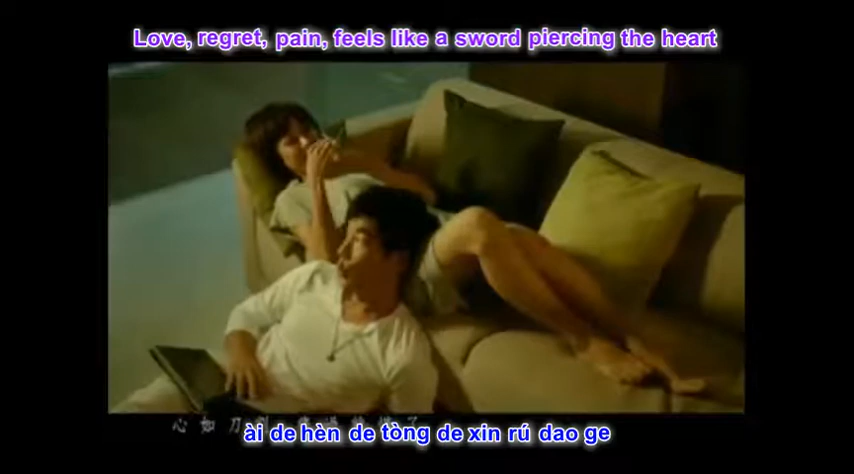 Love, regret, pain, feels like a sword piercing the heart
心如刀割
ài de hèn de tòng de xin rú dao ge